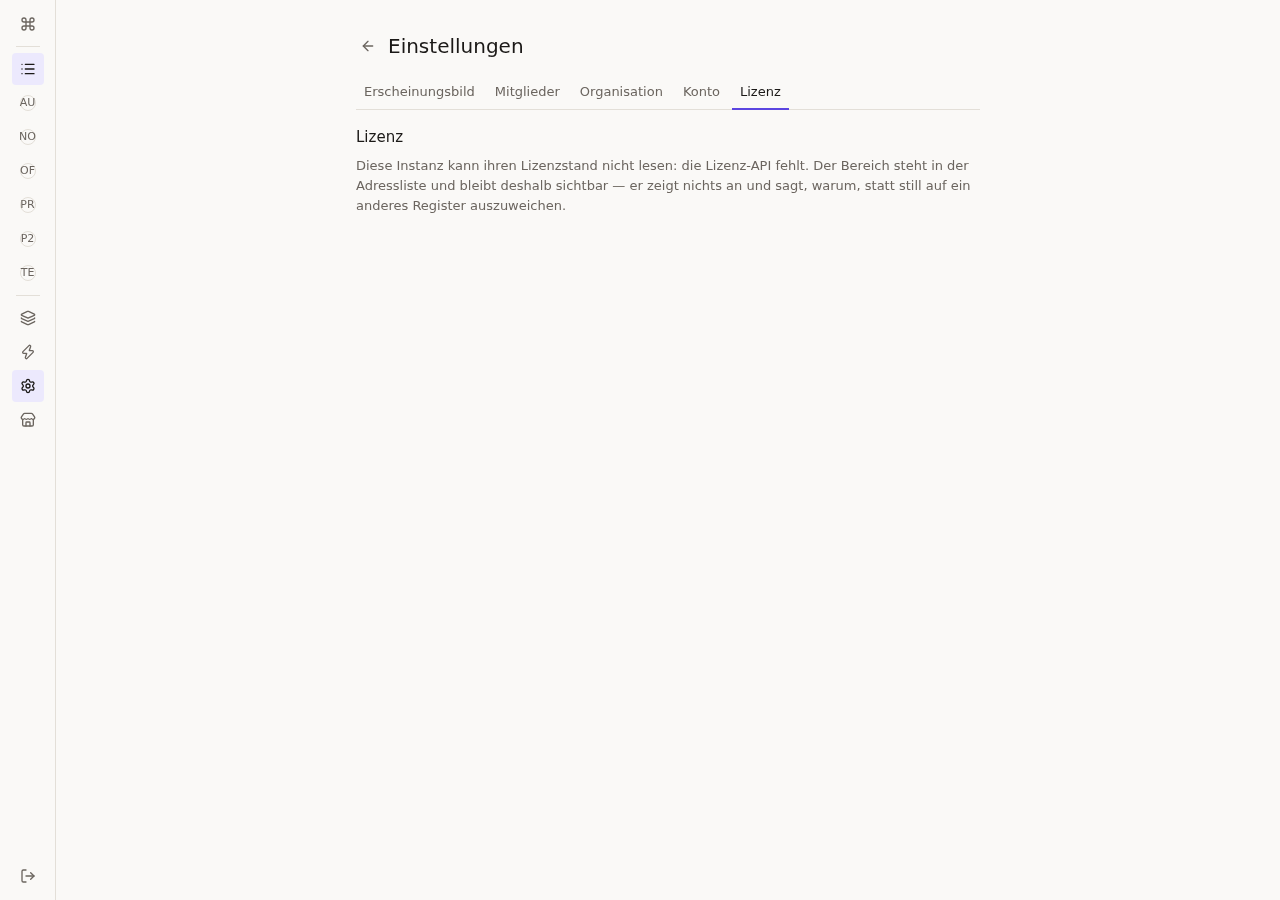 Einstellungen
Erscheinungsbild Mitglieder Organisation Konto Lizenz
AU
NO
OF
PR
P2
TE
Lizenz
Diese Instanz kann ihren Lizenzstand nicht lesen: die Lizenz-API fehlt. Der Bereich steht in der
Adressliste und bleibt deshalb sichtbar — er zeigt nichts an und sagt, warum, statt still auf ein
anderes Register auszuweichen.